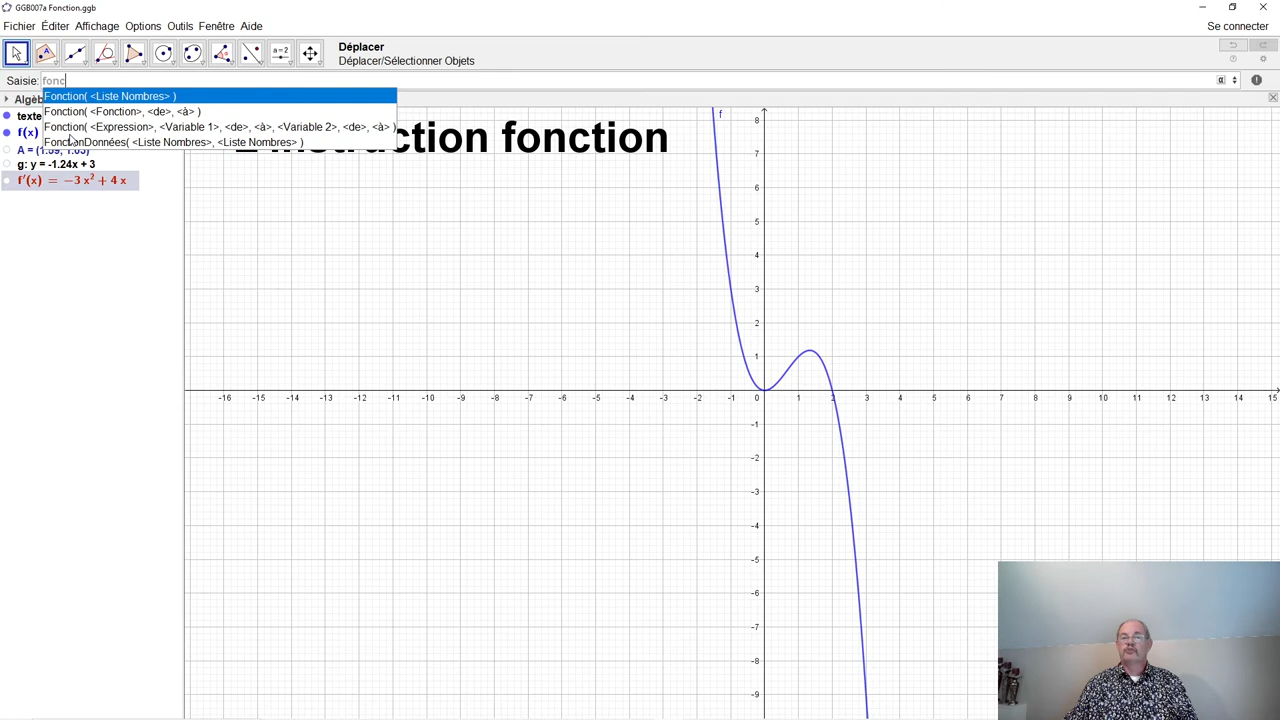 GGB007a Fonction.ggb
Fichier Éditer Affichage Options Outils Fenêtre Aide
Se connecter
Déplacer
Déplacer/Sélectionner Objets
a=2
Saisie: fonc
α
Algèb
Fonction( <Liste Nombres> )
Fonction( <Fonction>, <de>, <à> )
Fonction( <Expression>, <Variable 1>, <de>, <à>, <Variable 2>, <de>, <à> )
FonctionDonnées( <Liste Nombres>, <Liste Nombres> )
texte
f(x)
g: y = -1.24x + 3
f′(x) = −3 x² + 4 x
fonction
f
8
7
6
5
4
3
2
1
-16 -15 -14 -13 -12 -11 -10 -9 -8 -7 -6 -5 -4 -3 -2 -1 0 1 2 3 4 5 6 7 8 9 10 11 12 13 14 15
-1
-2
-3
-4
-5
-6
-7
-8
-9